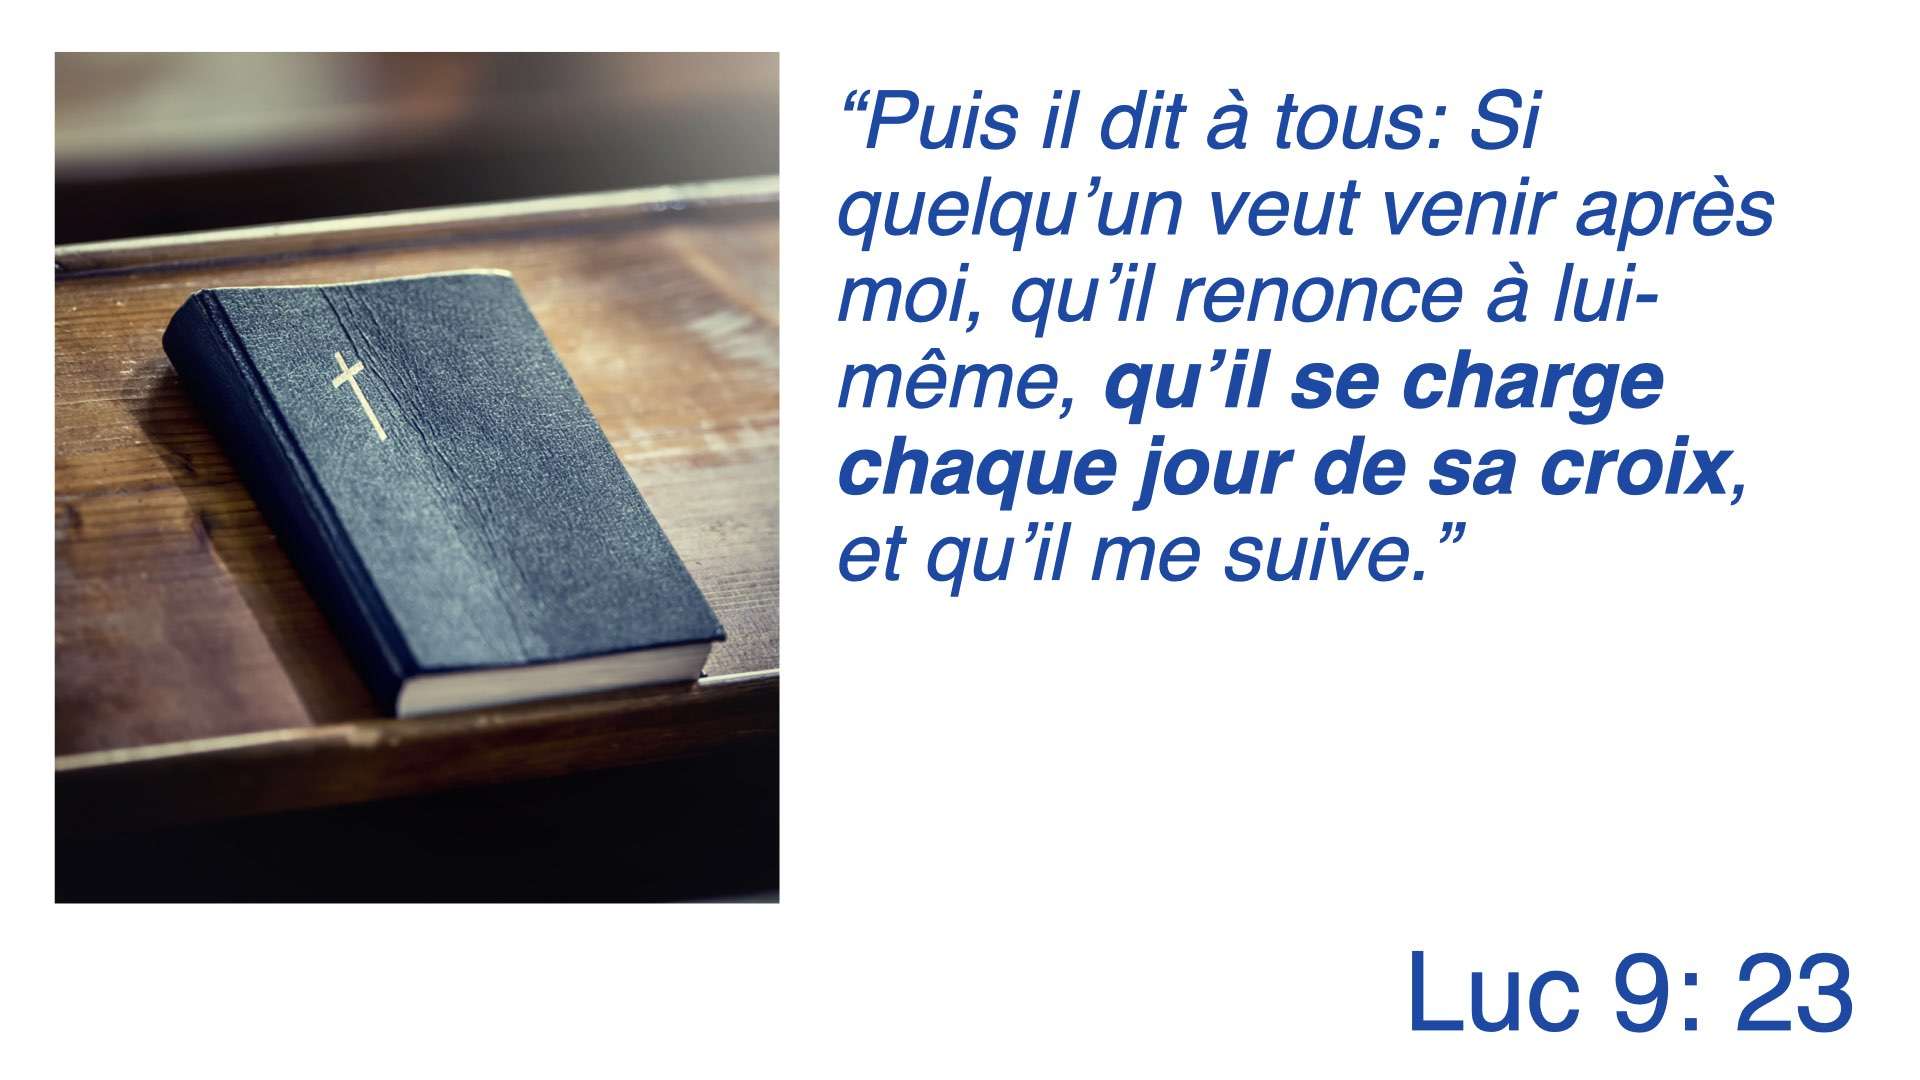 “Puis il dit à tous: Si
quelqu’un veut venir après
moi, qu’il renonce à lui-
même, qu’il se charge
chaque jour de sa croix,
et qu’il me suive.”
Luc 9: 23